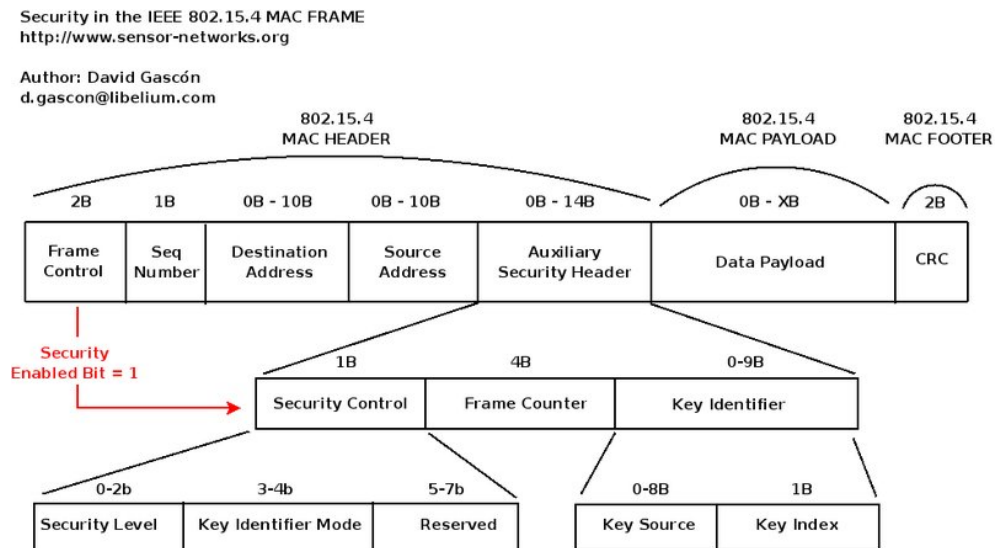 Security in the IEEE 802.15.4 MAC FRAME
http://www.sensor-networks.org
Author: David Gascón
d.gascon@libelium.com
802.15.4
MAC HEADER
802.15.4
MAC PAYLOAD
802.15.4
MAC FOOTER
2B 1B 0B - 10B 0B - 10B 0B - 14B 0B - XB 2B
Frame
Control
Seq
Number
Destination
Address
Source
Address
Auxiliary
Security Header
Data Payload
CRC
Security
Enabled Bit = 1
1B 4B 0-9B
Security Control Frame Counter Key Identifier
0-2b 3-4b 5-7b 0-8B 1B
Security Level Key Identifier Mode Reserved Key Source Key Index